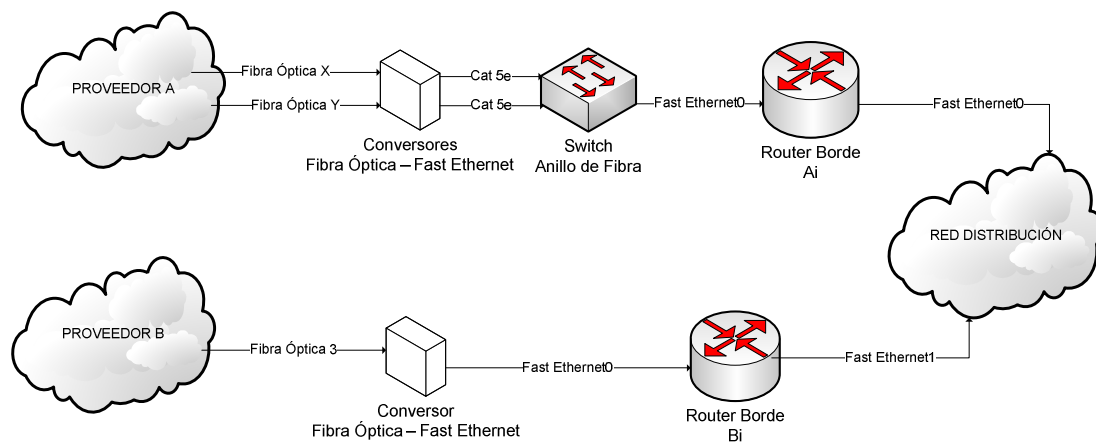 PROVEEDOR A
Fibra Óptica X
Fibra Óptica Y
Cat 5e
Cat 5e
Conversores
Fibra Óptica – Fast Ethernet
Switch
Anillo de Fibra
Fast Ethernet0
Router Borde
Ai
Fast Ethernet0
RED DISTRIBUCIÓN
PROVEEDOR B
Fibra Óptica 3
Conversor
Fibra Óptica – Fast Ethernet
Fast Ethernet0
Router Borde
Bi
Fast Ethernet1